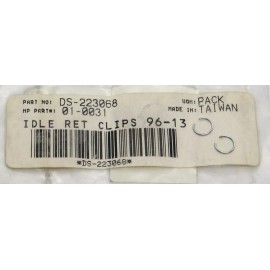 PART NO: DS-223068 UOM: PACK
MP PART#: 01-0031 MADE IN: TAIWAN
IDLE RET CLIPS 96-13
*DS-223068*